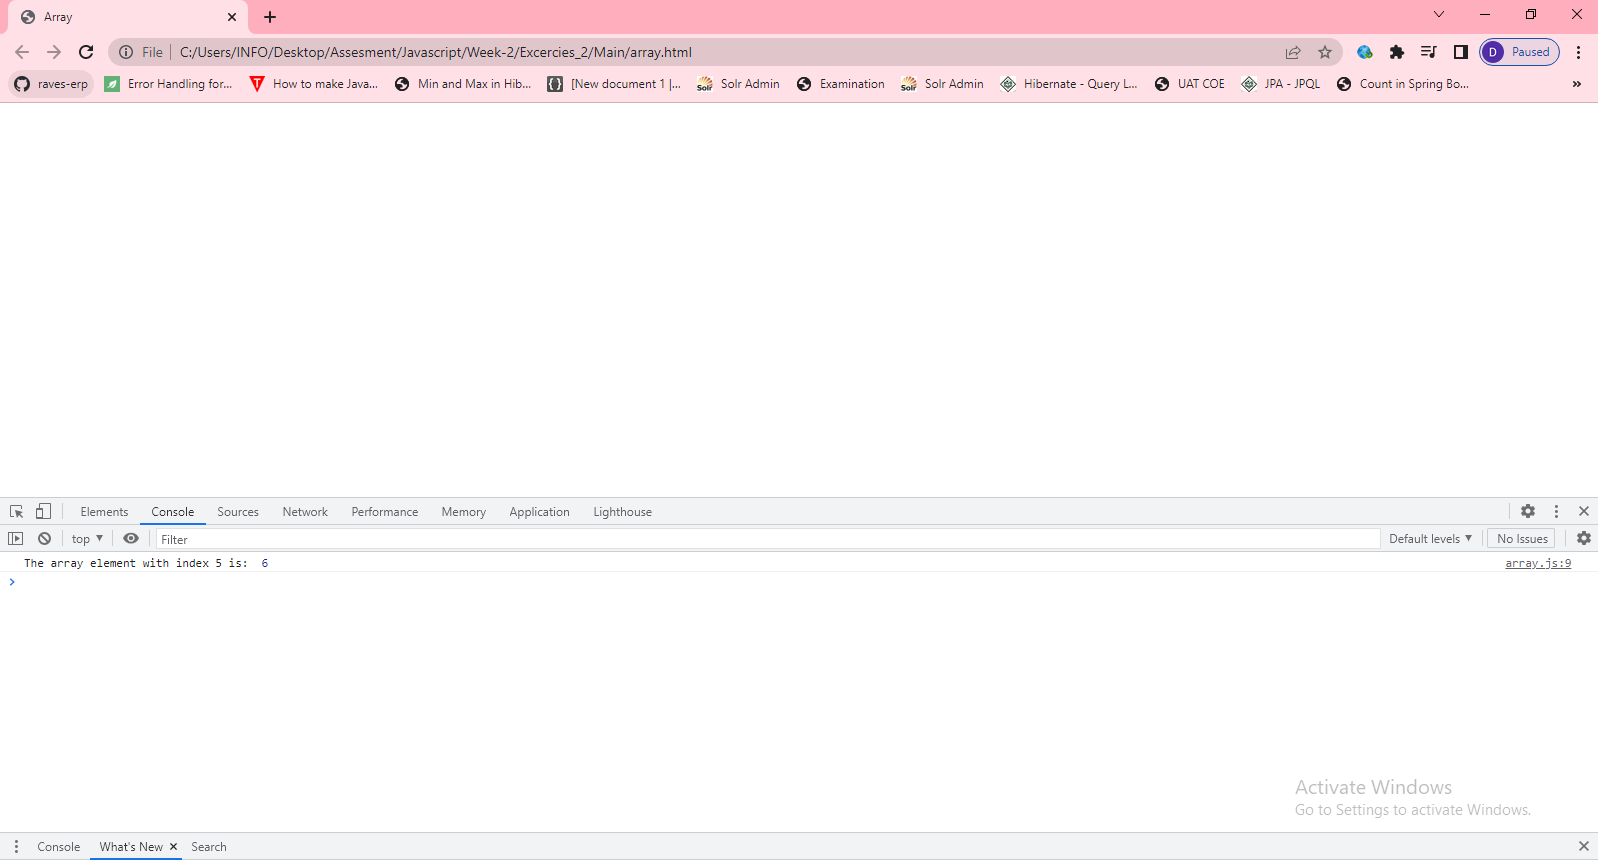 Array
File C:/Users/INFO/Desktop/Assesment/Javascript/Week-2/Excercies_2/Main/array.html
D Paused
raves-erp Error Handling for... How to make Java... Min and Max in Hib... [New document 1 |... Solr Admin Examination Solr Admin Hibernate - Query L... UAT COE JPA - JPQL Count in Spring Bo... »
Elements Console Sources Network Performance Memory Application Lighthouse
top Filter Default levels No Issues
The array element with index 5 is: 6 array.js:9
Activate Windows
Go to Settings to activate Windows.
Console What's New Search